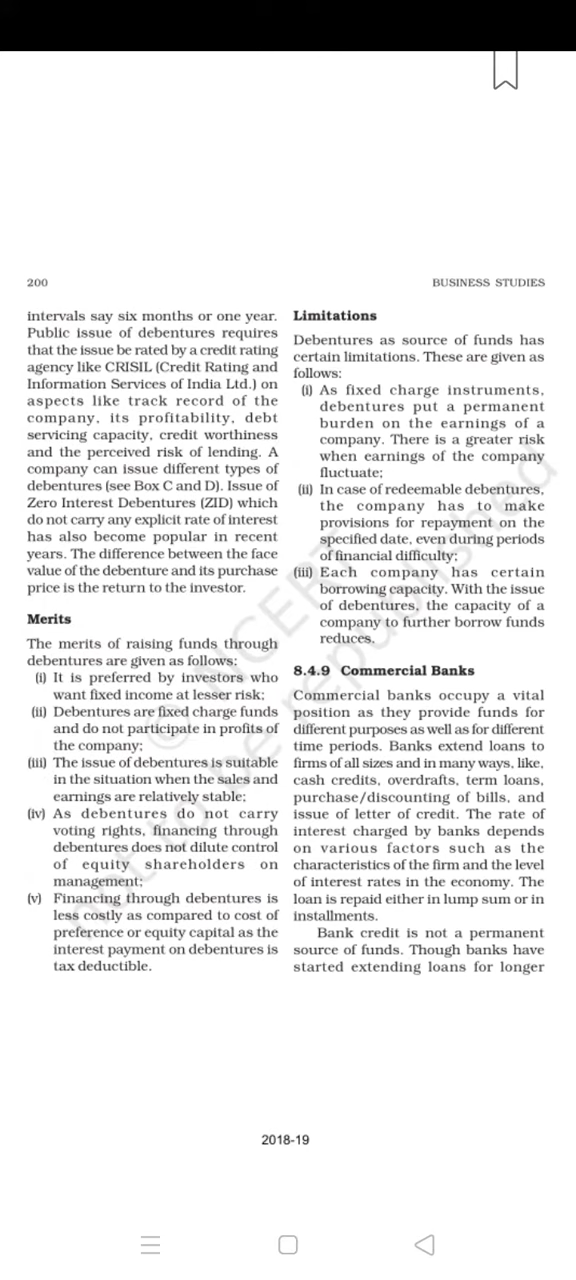 200
BUSINESS STUDIES
intervals say six months or one year.
Public issue of debentures requires
that the issue be rated by a credit rating
agency like CRISIL (Credit Rating and
Information Services of India Ltd.) on
aspects like track record of the
company, its profitability, debt
servicing capacity, credit worthiness
and the perceived risk of lending. A
company can issue different types of
debentures (see Box C and D). Issue of
Zero Interest Debentures (ZID) which
do not carry any explicit rate of interest
has also become popular in recent
years. The difference between the face
value of the debenture and its purchase
price is the return to the investor.
Merits
The merits of raising funds through
debentures are given as follows:
(i) It is preferred by investors who
want fixed income at lesser risk;
(ii) Debentures are fixed charge funds
and do not participate in profits of
the company;
(iii) The issue of debentures is suitable
in the situation when the sales and
earnings are relatively stable;
(iv) As debentures do not carry
voting rights, financing through
debentures does not dilute control
of equity shareholders on
management;
(v) Financing through debentures is
less costly as compared to cost of
preference or equity capital as the
interest payment on debentures is
tax deductible.
Limitations
Debentures as source of funds has
certain limitations. These are given as
follows:
(i) As fixed charge instruments,
debentures put a permanent
burden on the earnings of a
company. There is a greater risk
when earnings of the company
fluctuate;
(ii) In case of redeemable debentures,
the company has to make
provisions for repayment on the
specified date, even during periods
of financial difficulty;
(iii) Each company has certain
borrowing capacity. With the issue
of debentures, the capacity of a
company to further borrow funds
reduces.
8.4.9 Commercial Banks
Commercial banks occupy a vital
position as they provide funds for
different purposes as well as for different
time periods. Banks extend loans to
firms of all sizes and in many ways, like,
cash credits, overdrafts, term loans,
purchase/discounting of bills, and
issue of letter of credit. The rate of
interest charged by banks depends
on various factors such as the
characteristics of the firm and the level
of interest rates in the economy. The
loan is repaid either in lump sum or in
installments.
Bank credit is not a permanent
source of funds. Though banks have
started extending loans for longer
© NCERT
not to be republished
2018-19